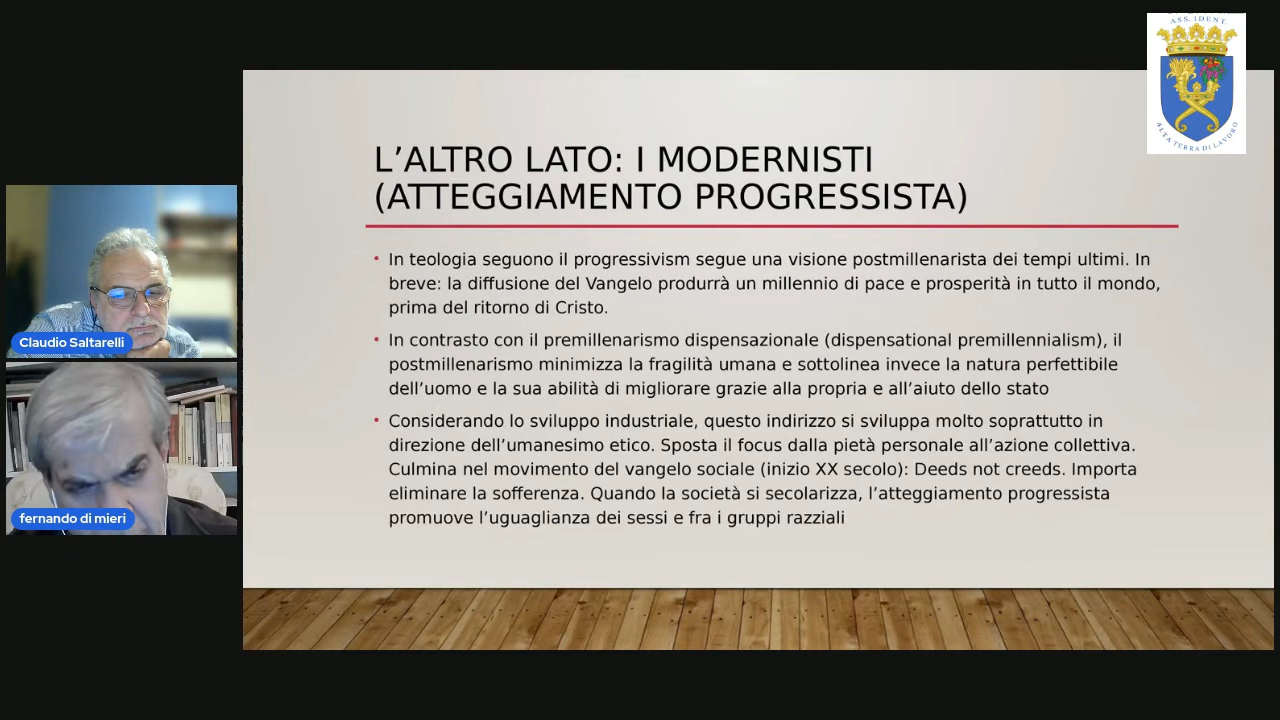 ASS. IDENT.
ALTA TERRA DI LAVORO
L’ALTRO LATO: I MODERNISTI
(ATTEGGIAMENTO PROGRESSISTA)
• In teologia seguono il progressivism segue una visione postmillenarista dei tempi ultimi. In
breve: la diffusione del Vangelo produrrà un millennio di pace e prosperità in tutto il mondo,
prima del ritorno di Cristo.
• In contrasto con il premillenarismo dispensazionale (dispensational premillennialism), il
postmillenarismo minimizza la fragilità umana e sottolinea invece la natura perfettibile
dell’uomo e la sua abilità di migliorare grazie alla propria e all’aiuto dello stato
• Considerando lo sviluppo industriale, questo indirizzo si sviluppa molto soprattutto in
direzione dell’umanesimo etico. Sposta il focus dalla pietà personale all’azione collettiva.
Culmina nel movimento del vangelo sociale (inizio XX secolo): Deeds not creeds. Importa
eliminare la sofferenza. Quando la società si secolarizza, l’atteggiamento progressista
promuove l’uguaglianza dei sessi e fra i gruppi razziali
Claudio Saltarelli
fernando di mieri